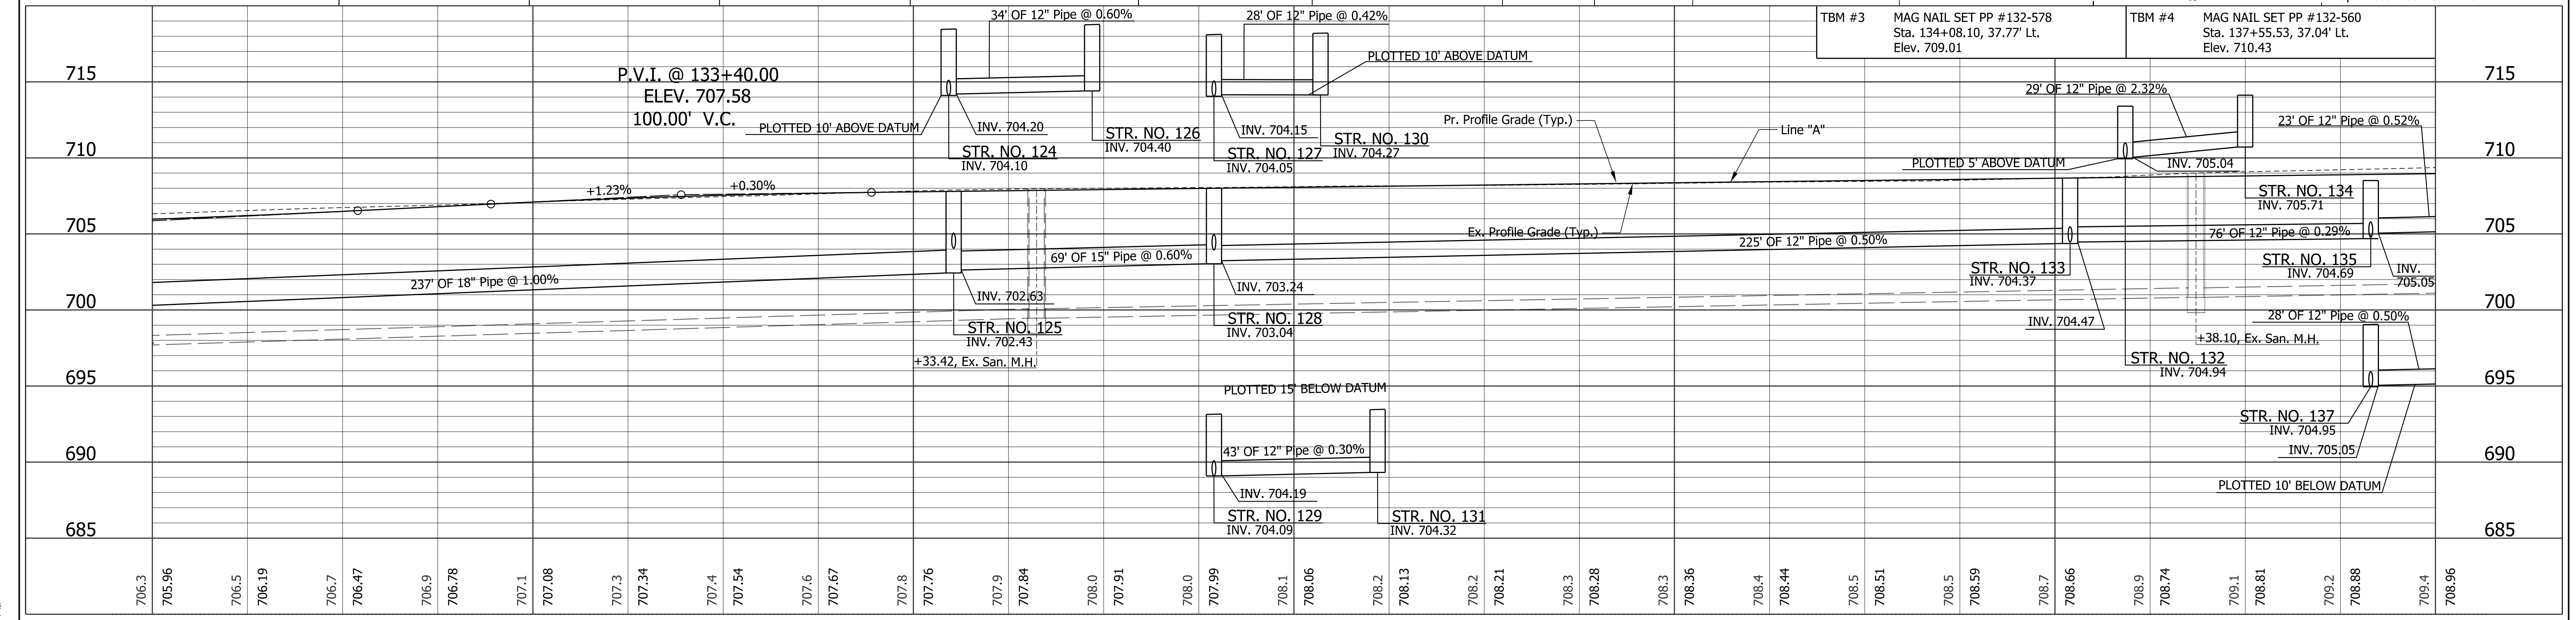 34' OF 12" Pipe @ 0.60%
28' OF 12" Pipe @ 0.42%
TBM #3 MAG NAIL SET PP #132-578
Sta. 134+08.10, 37.77' Lt.
Elev. 709.01
TBM #4 MAG NAIL SET PP #132-560
Sta. 137+55.53, 37.04' Lt.
Elev. 710.43
715
P.V.I. @ 133+40.00
ELEV. 707.58
100.00' V.C.
PLOTTED 10' ABOVE DATUM
PLOTTED 10' ABOVE DATUM
715
INV. 704.20
STR. NO. 124
INV. 704.10
STR. NO. 126
INV. 704.40
INV. 704.15
STR. NO. 127
INV. 704.05
STR. NO. 130
INV. 704.27
Pr. Profile Grade (Typ.)
Line "A"
29' OF 12" Pipe @ 2.32%
23' OF 12" Pipe @ 0.52%
710
PLOTTED 5' ABOVE DATUM
INV. 705.04
710
+1.23%
+0.30%
STR. NO. 134
INV. 705.71
705
Ex. Profile Grade (Typ.)
705
237' OF 18" Pipe @ 1.00%
69' OF 15" Pipe @ 0.60%
225' OF 12" Pipe @ 0.50%
76' OF 12" Pipe @ 0.29%
INV. 702.63
STR. NO. 125
INV. 702.43
INV. 703.24
STR. NO. 128
INV. 703.04
STR. NO. 133
INV. 704.37
STR. NO. 135
INV. 704.69
INV.
705.05
700
700
INV. 704.47
28' OF 12" Pipe @ 0.50%
+33.42, Ex. San. M.H.
+38.10, Ex. San. M.H.
STR. NO. 132
INV. 704.94
695
PLOTTED 15' BELOW DATUM
695
STR. NO. 137
INV. 704.95
INV. 705.05
690
43' OF 12" Pipe @ 0.30%
690
PLOTTED 10' BELOW DATUM
INV. 704.19
STR. NO. 129
INV. 704.09
STR. NO. 131
INV. 704.32
685
685
706.3
705.96
706.5
706.19
706.7
706.47
706.9
706.78
707.1
707.08
707.3
707.34
707.4
707.54
707.6
707.67
707.8
707.76
707.9
707.84
708.0
707.91
708.0
707.99
708.1
708.06
708.2
708.13
708.2
708.21
708.3
708.28
708.3
708.36
708.4
708.44
708.5
708.51
708.5
708.59
708.7
708.66
708.9
708.74
709.1
708.81
709.2
708.88
709.4
708.96